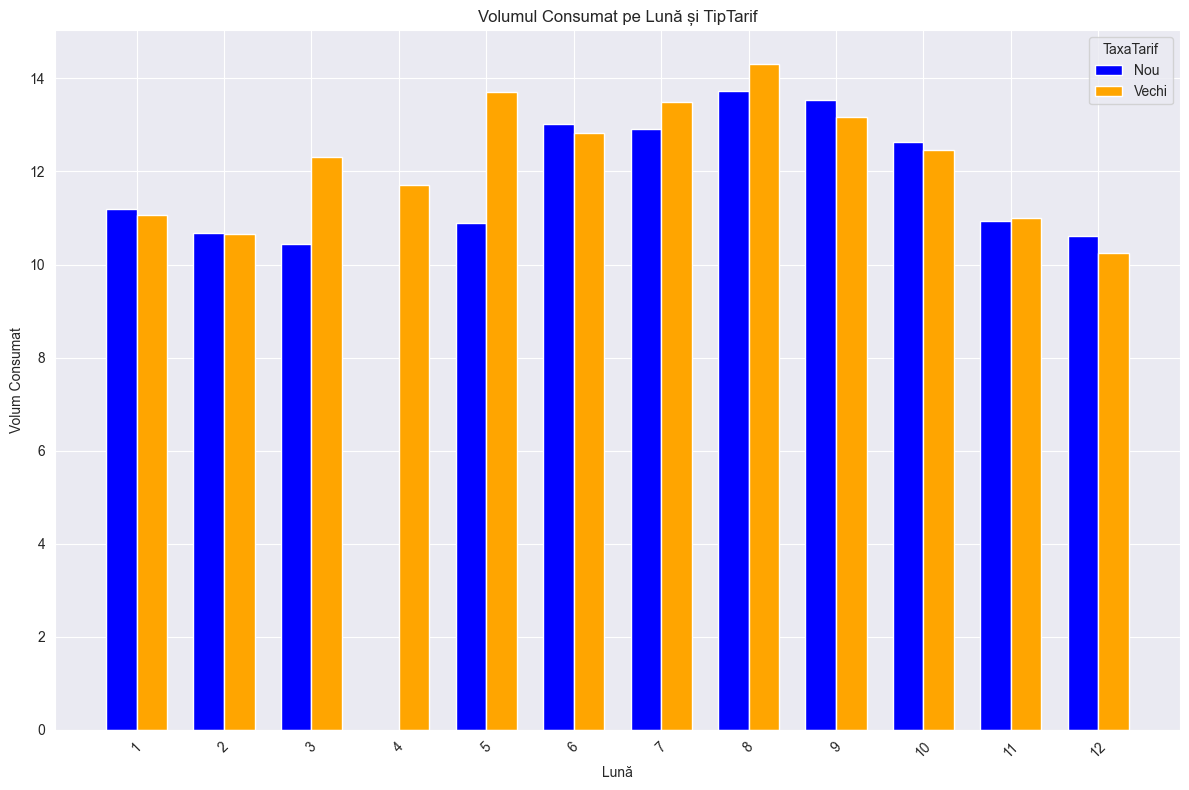 Volumul Consumat pe Lună și TipTarif
TaxaTarif
Nou
Vechi
Volum Consumat
14
12
10
8
6
4
2
0
1 2 3 4 5 6 7 8 9 10 11 12
Lună